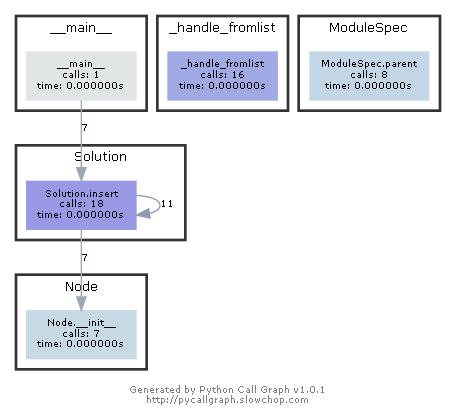 __main__
__main__
calls: 1
time: 0.000000s
_handle_fromlist
_handle_fromlist
calls: 16
time: 0.000000s
ModuleSpec
ModuleSpec.parent
calls: 8
time: 0.000000s
7
Solution
Solution.insert
calls: 18
time: 0.000000s
11
7
Node
Node.__init__
calls: 7
time: 0.000000s
Generated by Python Call Graph v1.0.1
http://pycallgraph.slowchop.com